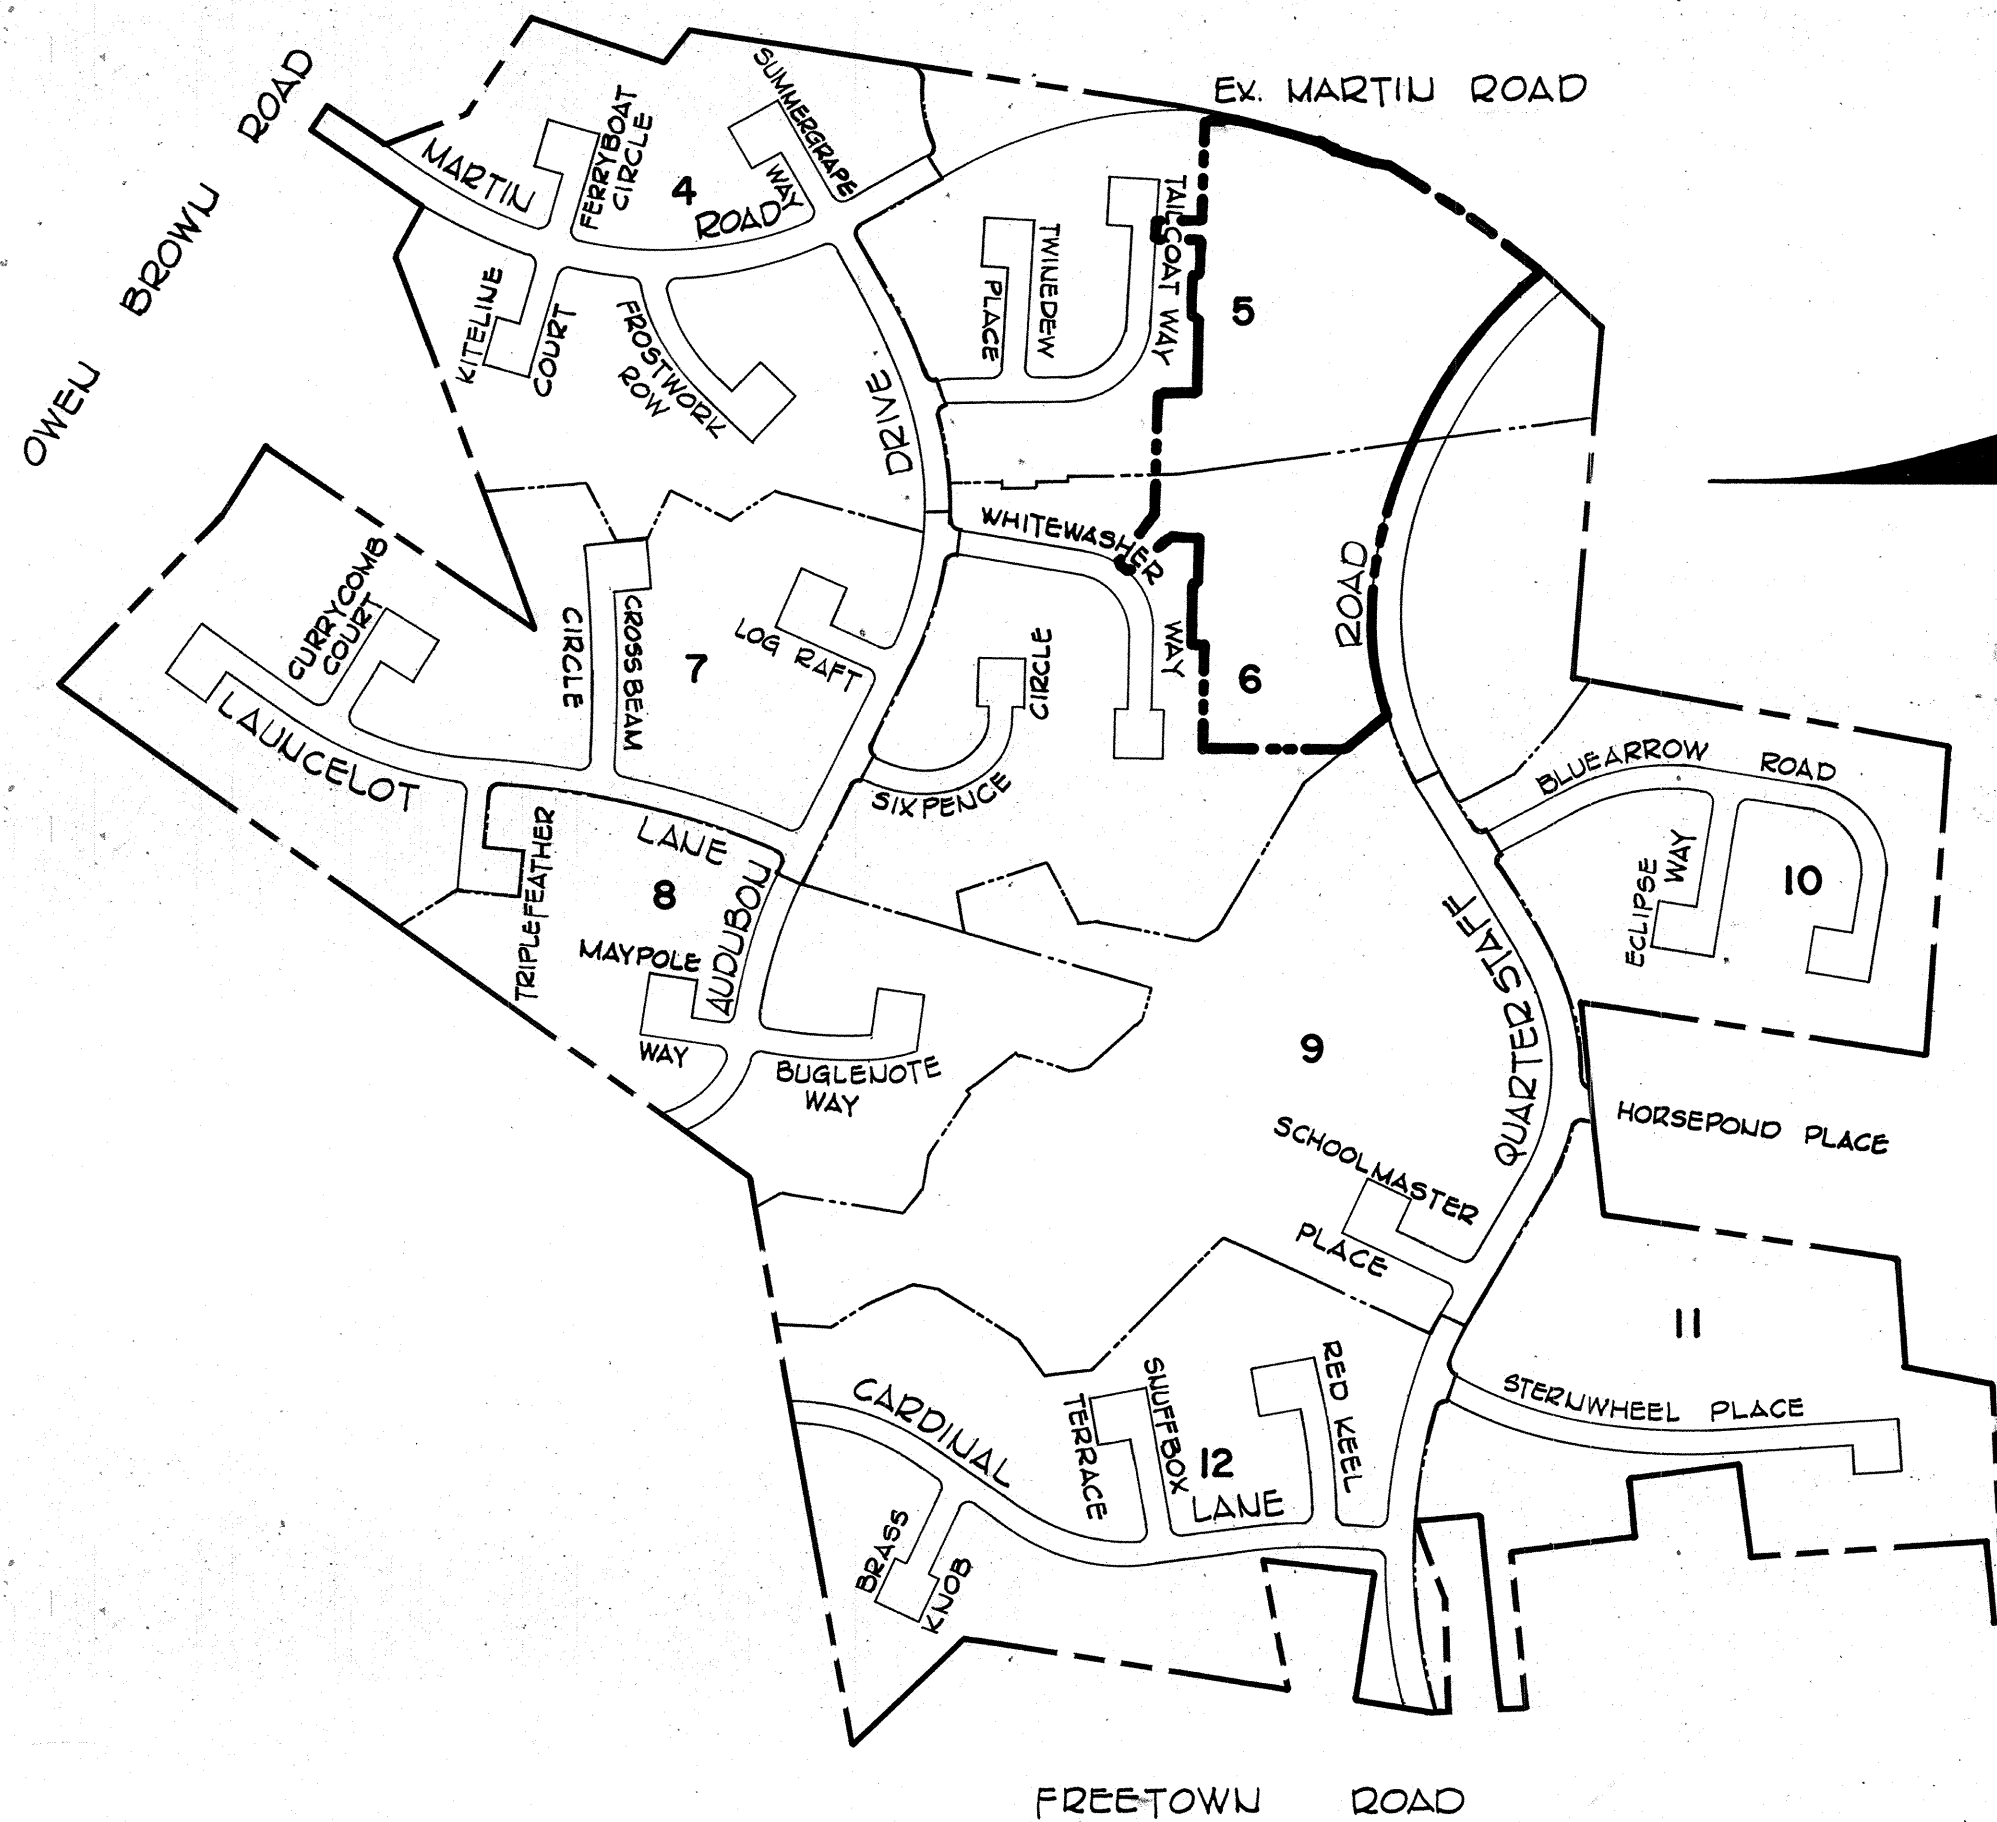 EX. MARTIN ROAD
OWEN BROWN ROAD
MARTIN ROAD
FERRYBOAT
CIRCLE
SUMMERGRAPE
WAY
4
KITELINE
COURT
FROSTWORK
ROW
AUDUBON DRIVE
TWINEDEW
PLACE
TAILCOAT WAY
5
WHITEWASHER
WAY
6
QUARTERSTAFF ROAD
CURRYCOMB
COURT
LAUNCELOT LANE
CROSSBEAM
CIRCLE
7
LOG RAFT
SIXPENCE CIRCLE
TRIPLEFEATHER
8
MAYPOLE
WAY
BUGLENOTE
WAY
BLUEARROW ROAD
ECLIPSE
WAY
10
9
HORSEPOND PLACE
SCHOOLMASTER
PLACE
11
STERNWHEEL PLACE
CARDINAL LANE
SNUFFBOX
TERRACE
12
RED KEEL
BRASS
KNOB
FREETOWN ROAD